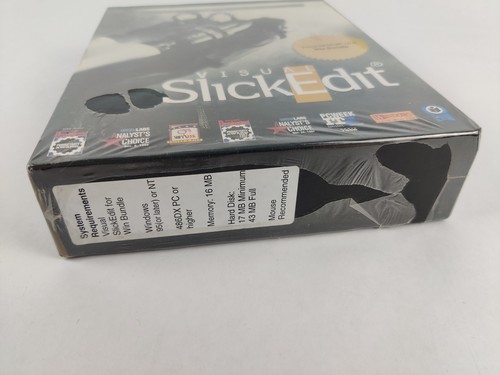 VISUAL
SlickEdit®
ANALYST'S
CHOICE
ANALYST'S
CHOICE
System
Requirements
Visual
SlickEdit for
Win Bundle
Windows
95(or later) or NT
486DX PC or
higher
Memory: 16 MB
Hard Disk:
17 MB Minimum
43 MB Full
Mouse
Recommended